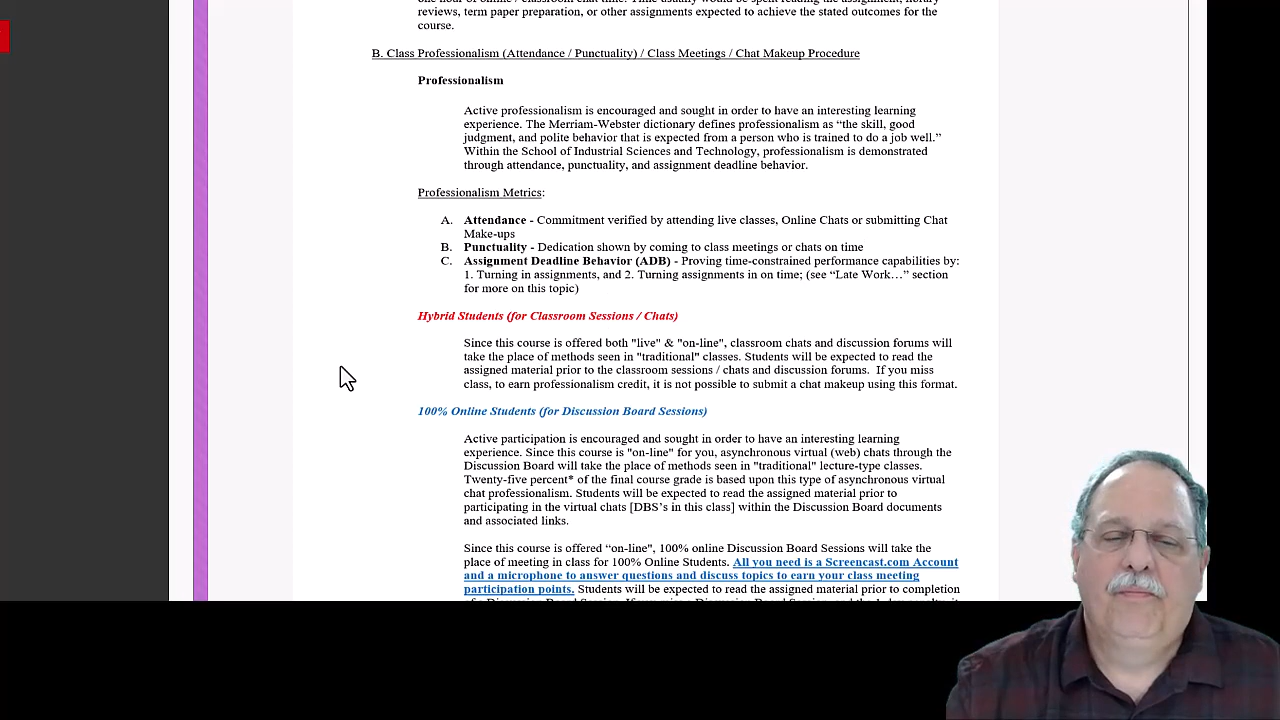 reviews, term paper preparation, or other assignments expected to achieve the stated outcomes for the
course.
B. Class Professionalism (Attendance / Punctuality) / Class Meetings / Chat Makeup Procedure
Professionalism
Active professionalism is encouraged and sought in order to have an interesting learning
experience. The Merriam-Webster dictionary defines professionalism as “the skill, good
judgment, and polite behavior that is expected from a person who is trained to do a job well.”
Within the School of Industrial Sciences and Technology, professionalism is demonstrated
through attendance, punctuality, and assignment deadline behavior.
Professionalism Metrics:
A. Attendance - Commitment verified by attending live classes, Online Chats or submitting Chat
Make-ups
B. Punctuality - Dedication shown by coming to class meetings or chats on time
C. Assignment Deadline Behavior (ADB) - Proving time-constrained performance capabilities by:
1. Turning in assignments, and 2. Turning assignments in on time; (see “Late Work…” section
for more on this topic)
Hybrid Students (for Classroom Sessions / Chats)
Since this course is offered both "live" & "on-line", classroom chats and discussion forums will
take the place of methods seen in "traditional" classes. Students will be expected to read the
assigned material prior to the classroom sessions / chats and discussion forums.  If you miss
class, to earn professionalism credit, it is not possible to submit a chat makeup using this format.
100% Online Students (for Discussion Board Sessions)
Active participation is encouraged and sought in order to have an interesting learning
experience. Since this course is "on-line" for you, asynchronous virtual (web) chats through the
Discussion Board will take the place of methods seen in "traditional" lecture-type classes.
Twenty-five percent* of the final course grade is based upon this type of asynchronous virtual
chat professionalism. Students will be expected to read the assigned material prior to
participating in the virtual chats [DBS’s in this class] within the Discussion Board documents
and associated links.
Since this course is offered “on-line”, 100% online Discussion Board Sessions will take the
place of meeting in class for 100% Online Students. All you need is a Screencast.com Account
and a microphone to answer questions and discuss topics to earn your class meeting
participation points. Students will be expected to read the assigned material prior to completion